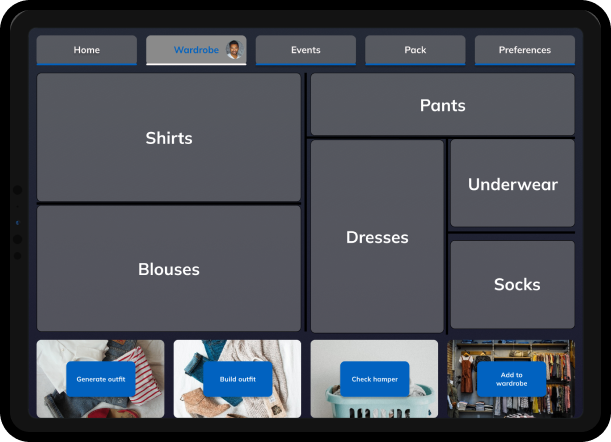 Home
Wardrobe
Events
Pack
Preferences
Shirts
Pants
Underwear
Dresses
Blouses
Socks
Generate outfit
Build outfit
Check hamper
Add to
wardrobe